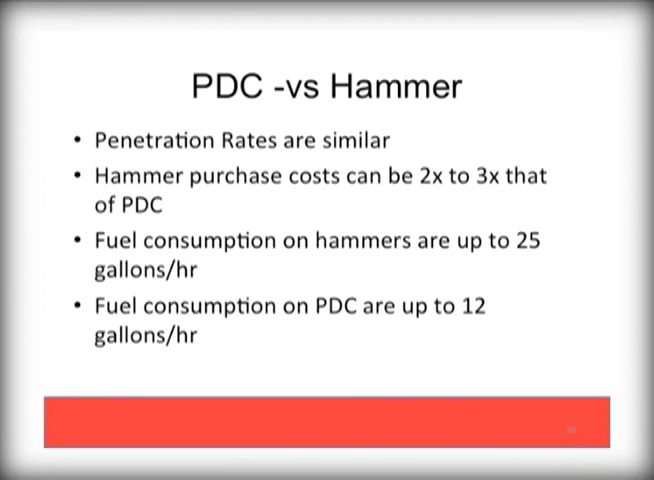 PDC -vs Hammer
• Penetration Rates are similar
• Hammer purchase costs can be 2x to 3x that
of PDC
• Fuel consumption on hammers are up to 25
gallons/hr
• Fuel consumption on PDC are up to 12
gallons/hr